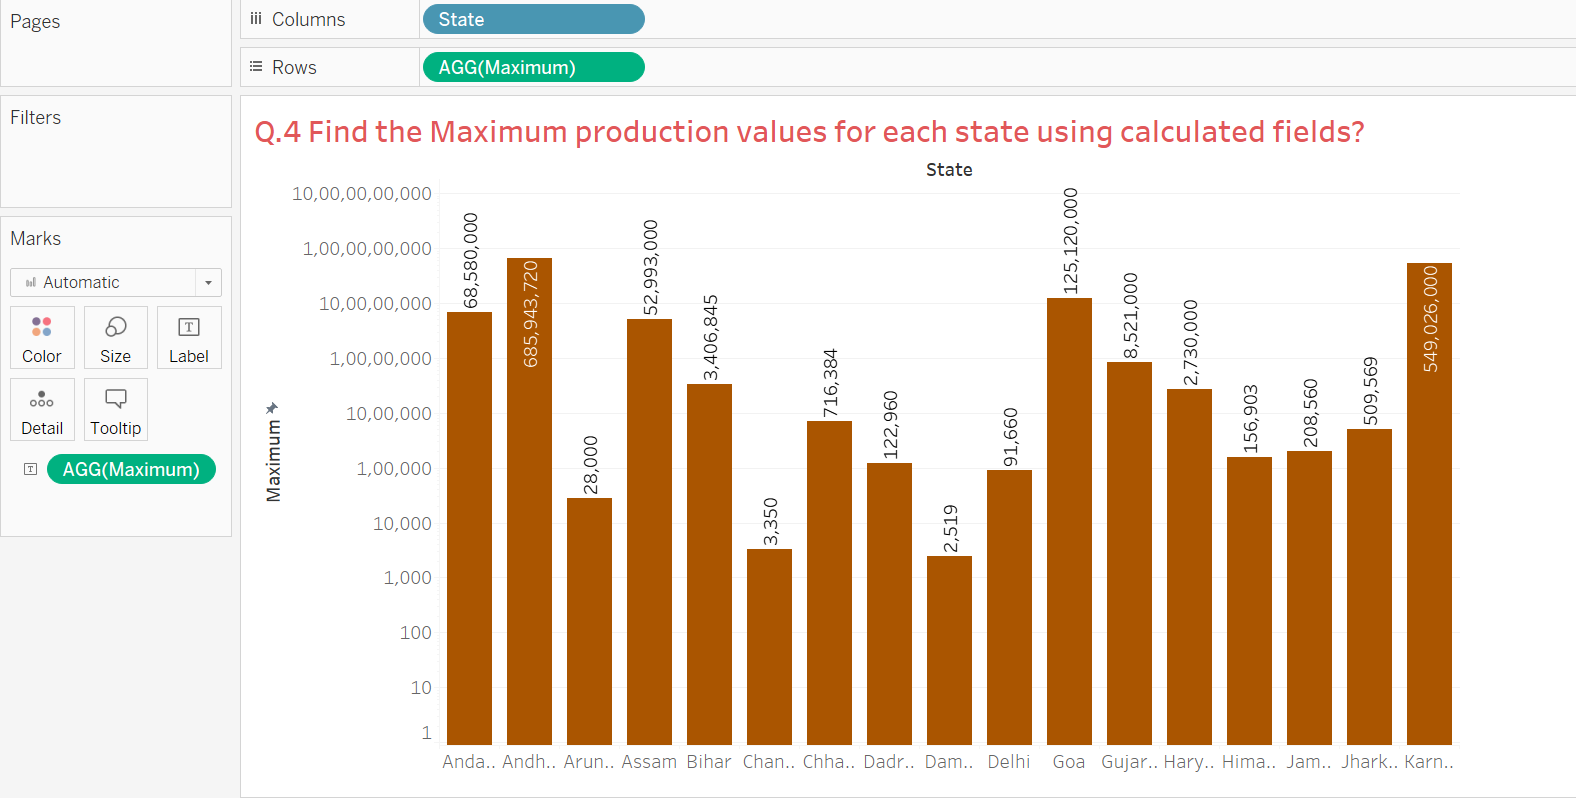 Pages
Columns
State
Rows
AGG(Maximum)
Filters
Marks
Automatic
Color
Size
Label
Detail
Tooltip
AGG(Maximum)
Q.4 Find the Maximum production values for each state using calculated fields?
State
Maximum
10,00,00,00,000
1,00,00,00,000
10,00,00,000
1,00,00,000
10,00,000
1,00,000
10,000
1,000
100
10
1
68,580,000
685,943,720
28,000
52,993,000
3,406,845
3,350
716,384
122,960
2,519
91,660
125,120,000
8,521,000
2,730,000
156,903
208,560
509,569
549,026,000
Anda.. Andh.. Arun.. Assam Bihar Chan.. Chha.. Dadr.. Dam.. Delhi Goa Gujar.. Hary.. Hima.. Jam.. Jhark.. Karn..